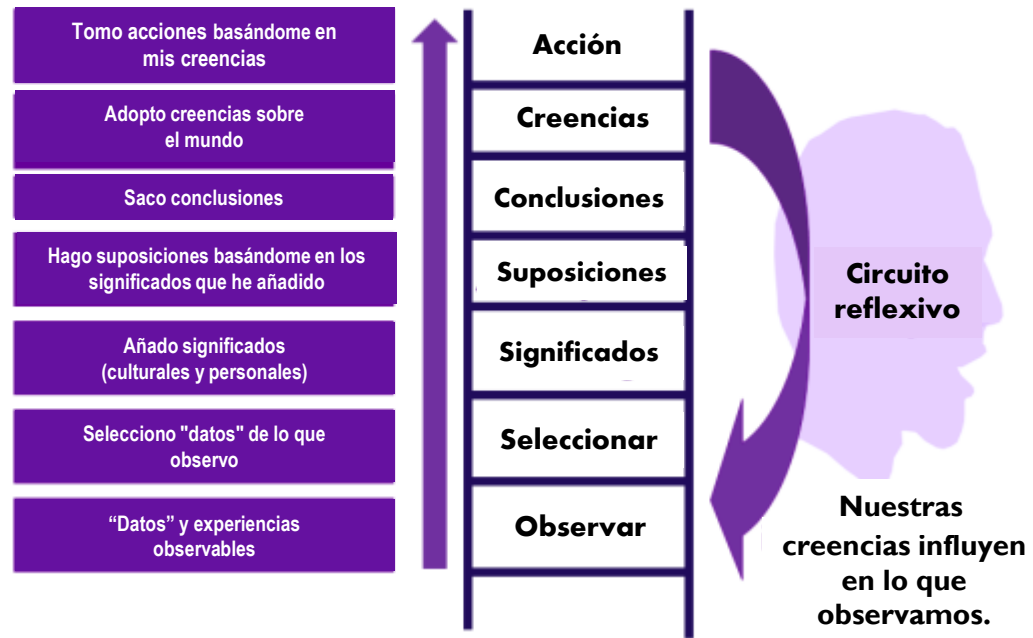 Tomo acciones basándome en
mis creencias
Acción
Adopto creencias sobre
el mundo
Creencias
Saco conclusiones
Conclusiones
Hago suposiciones basándome en los
significados que he añadido
Suposiciones
Circuito
reflexivo
Añado significados
(culturales y personales)
Significados
Selecciono "datos" de lo que
observo
Seleccionar
“Datos” y experiencias
observables
Observar
Nuestras
creencias influyen
en lo que
observamos.